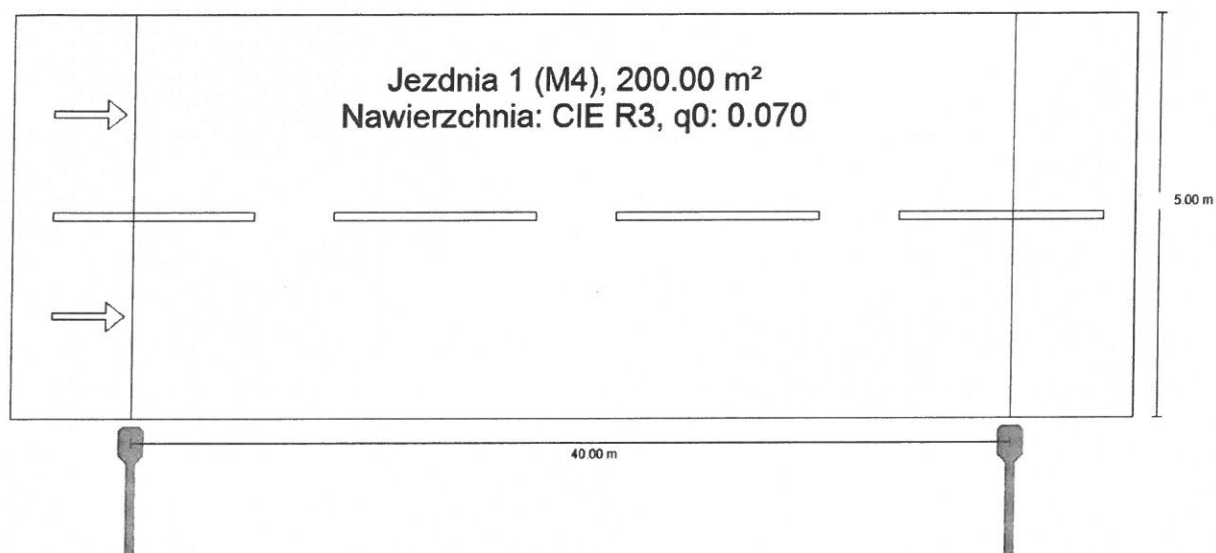 Jezdnia 1 (M4), 200.00 m²
Nawierzchnia: CIE R3, q0: 0.070
5.00 m
40.00 m